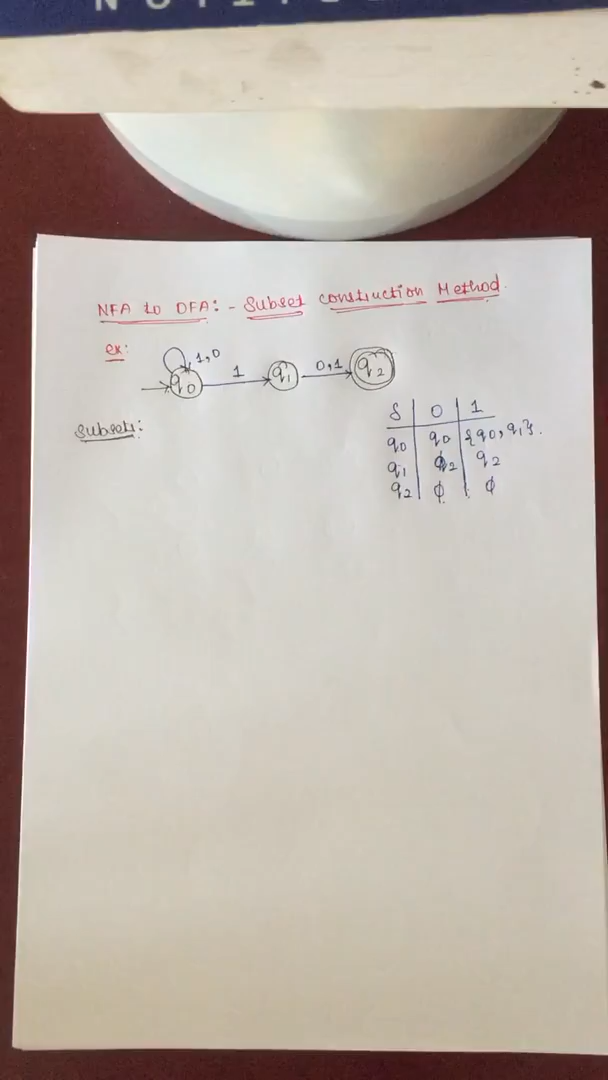 NFA to DFA: - Subset construction Method.
ex:
1,0
q0 1 q1 0,1 q2
Subsets:
δ 0 1
q0 q0 {q0, q1}.
q1 q2 q2
q2 ϕ ϕ